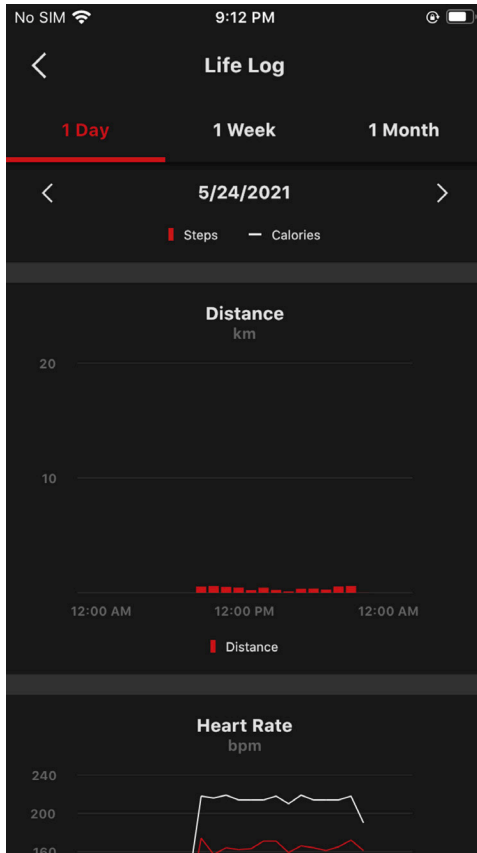 No SIM 9:12 PM
Life Log
1 Day 1 Week 1 Month
5/24/2021
Steps Calories
Distance
km
20
10
12:00 AM 12:00 PM 12:00 AM
Distance
Heart Rate
bpm
240
200
160